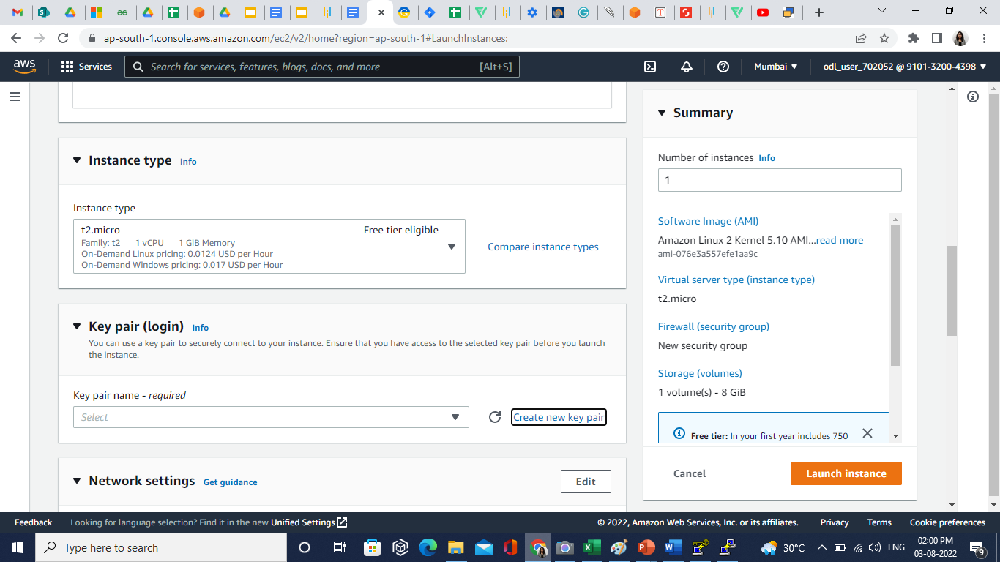 ap-south-1.console.aws.amazon.com/ec2/v2/home?region=ap-south-1#LaunchInstances:
aws
Services
Search for services, features, blogs, docs, and more
[Alt+S]
Mumbai
odl_user_702052 @ 9101-3200-4398
Instance type Info
Instance type
t2.micro
Free tier eligible
Family: t2 1 vCPU 1 GiB Memory
On-Demand Linux pricing: 0.0124 USD per Hour
On-Demand Windows pricing: 0.017 USD per Hour
Compare instance types
Key pair (login) Info
You can use a key pair to securely connect to your instance. Ensure that you have access to the selected key pair before you launch
the instance.
Key pair name - required
Select
Create new key pair
Network settings Get guidance
Edit
Summary
Number of instances Info
1
Software Image (AMI)
Amazon Linux 2 Kernel 5.10 AMI...read more
ami-076e3a557efe1aa9c
Virtual server type (instance type)
t2.micro
Firewall (security group)
New security group
Storage (volumes)
1 volume(s) - 8 GiB
Free tier: In your first year includes 750
Cancel
Launch instance
Feedback
Looking for language selection? Find it in the new Unified Settings
© 2022, Amazon Web Services, Inc. or its affiliates.
Privacy
Terms
Cookie preferences
Type here to search
30°C
ENG
02:00 PM
03-08-2022
9